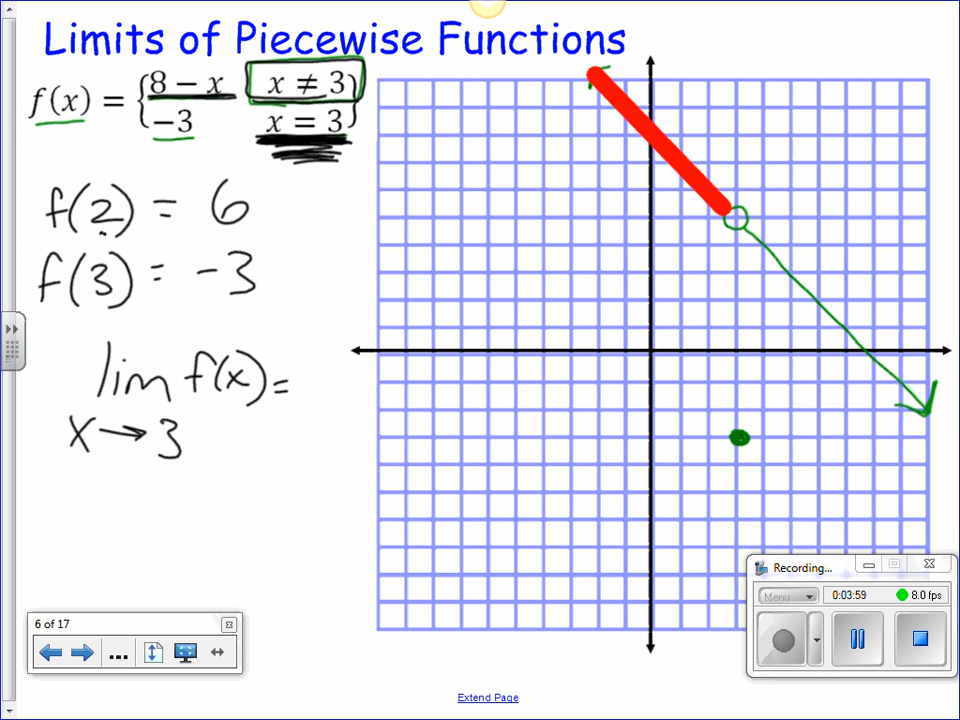 Limits of Piecewise Functions
f(x) = { 8 − x x ≠ 3 }
−3 x = 3
f(2) = 6
f(3) = -3
lim f(x) =
x → 3
Recording...
Menu
0:03:59
8.0 fps
6 of 17
...
Extend Page